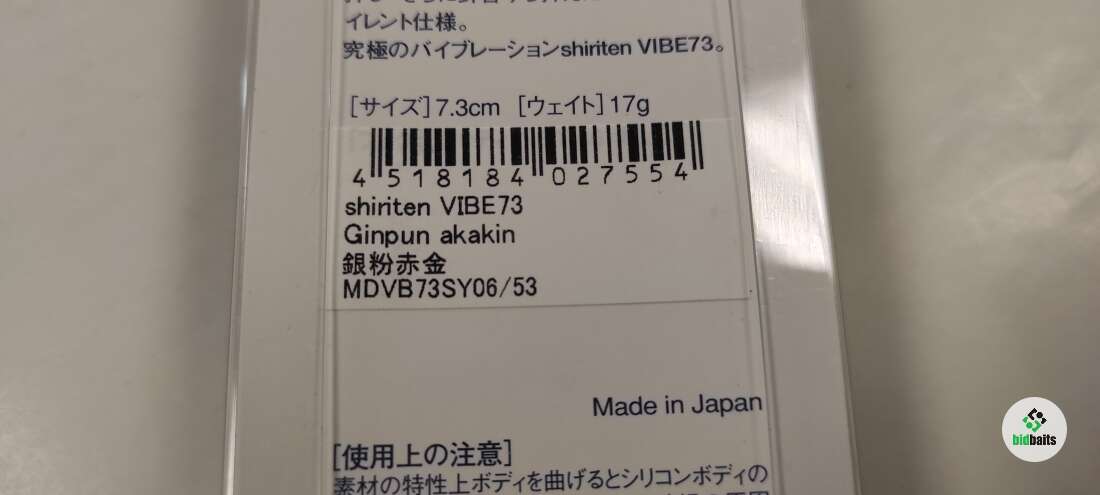 イレント仕様。
究極のバイブレーションshiriten VIBE73。
[サイズ]7.3cm [ウェイト]17g
4 518184 027554
shiriten VIBE73
Ginpun akakin
銀粉赤金
MDVB73SY06/53
Made in Japan
[使用上の注意]
素材の特性上ボディを曲げるとシリコンボディの
bidbaits